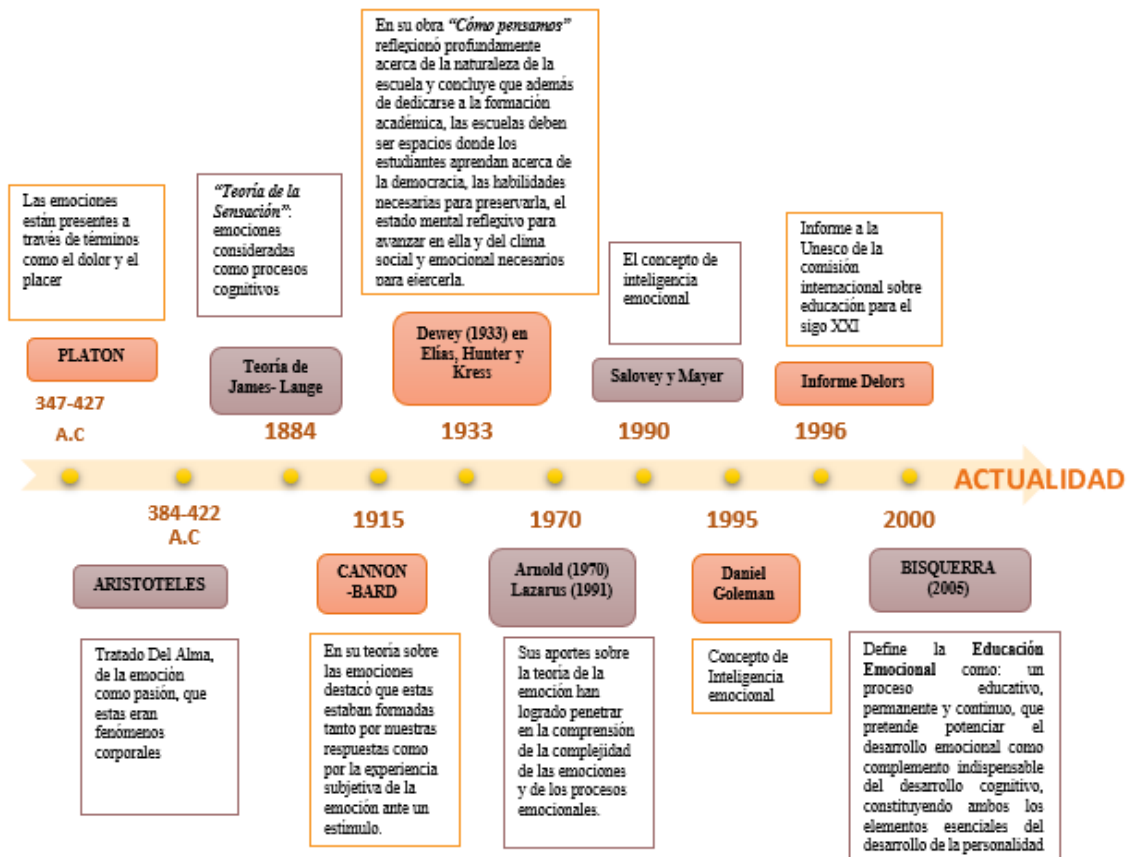 En su obra “Cómo pensamos”
reflexionó profundamente
acerca de la naturaleza de la
escuela y concluye que además
de dedicarse a la formación
académica, las escuelas deben
ser espacios donde los
estudiantes aprendan acerca de
la democracia, las habilidades
necesarias para preservarla, el
estado mental reflexivo para
avanzar en ella y del clima
social y emocional necesarios
para ejercerla.
Las emociones
están presentes a
través de términos
como el dolor y el
placer
“Teoría de la
Sensación”:
emociones
consideradas
como procesos
cognitivos
El concepto de
inteligencia
emocional
Informe a la
Unesco de la
comisión
internacional sobre
educación para el
sigo XXI
PLATON
Teoría de
James- Lange
Dewey (1933) en
Elías, Hunter y
Kress
Salovey y Mayer
Informe Delors
347-427
A.C
1884
1933
1990
1996
ACTUALIDAD
384-422
A.C
1915
1970
1995
2000
ARISTOTELES
CANNON
-BARD
Arnold (1970)
Lazarus (1991)
Daniel
Goleman
BISQUERRA
(2005)
Tratado Del Alma,
de la emoción
como pasión, que
estas eran
fenómenos
corporales
En su teoría sobre
las emociones
destacó que estas
estaban formadas
tanto por nuestras
respuestas como
por la experiencia
subjetiva de la
emoción ante un
estimulo.
Sus aportes sobre
la teoría de la
emoción han
logrado penetrar
en la comprensión
de la complejidad
de las emociones
y de los procesos
emocionales.
Concepto de
Inteligencia
emocional
Define la Educación
Emocional como: un
proceso educativo,
permanente y continuo, que
pretende potenciar el
desarrollo emocional como
complemento indispensable
del desarrollo cognitivo,
constituyendo ambos los
elementos esenciales del
desarrollo de la personalidad